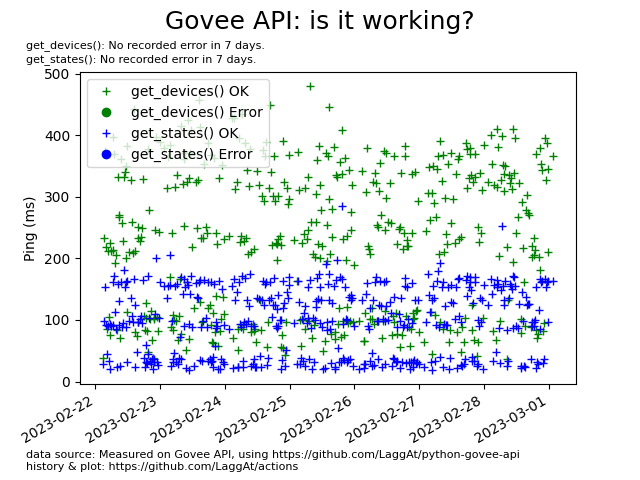 Govee API: is it working?
get_devices(): No recorded error in 7 days.
get_states(): No recorded error in 7 days.
500
400
300
200
100
0
Ping (ms)
get_devices() OK
get_devices() Error
get_states() OK
get_states() Error
2023-02-22
2023-02-23
2023-02-24
2023-02-25
2023-02-26
2023-02-27
2023-02-28
2023-03-01
data source: Measured on Govee API, using https://github.com/LaggAt/python-govee-api
history & plot: https://github.com/LaggAt/actions